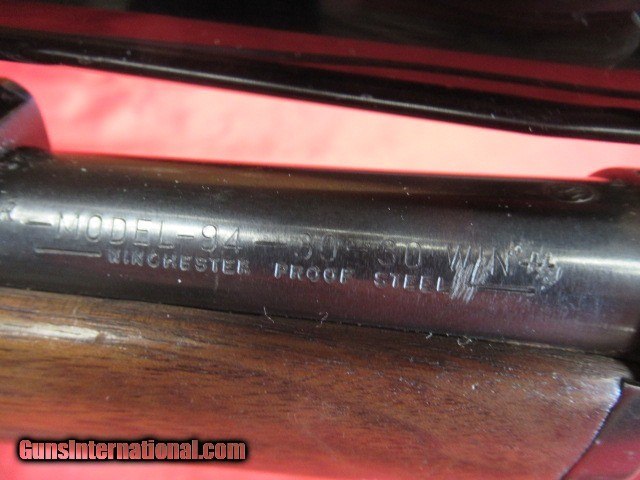 R—MODEL-94—30-30 WIN
WINCHESTER PROOF STEEL
GunsInternational.com